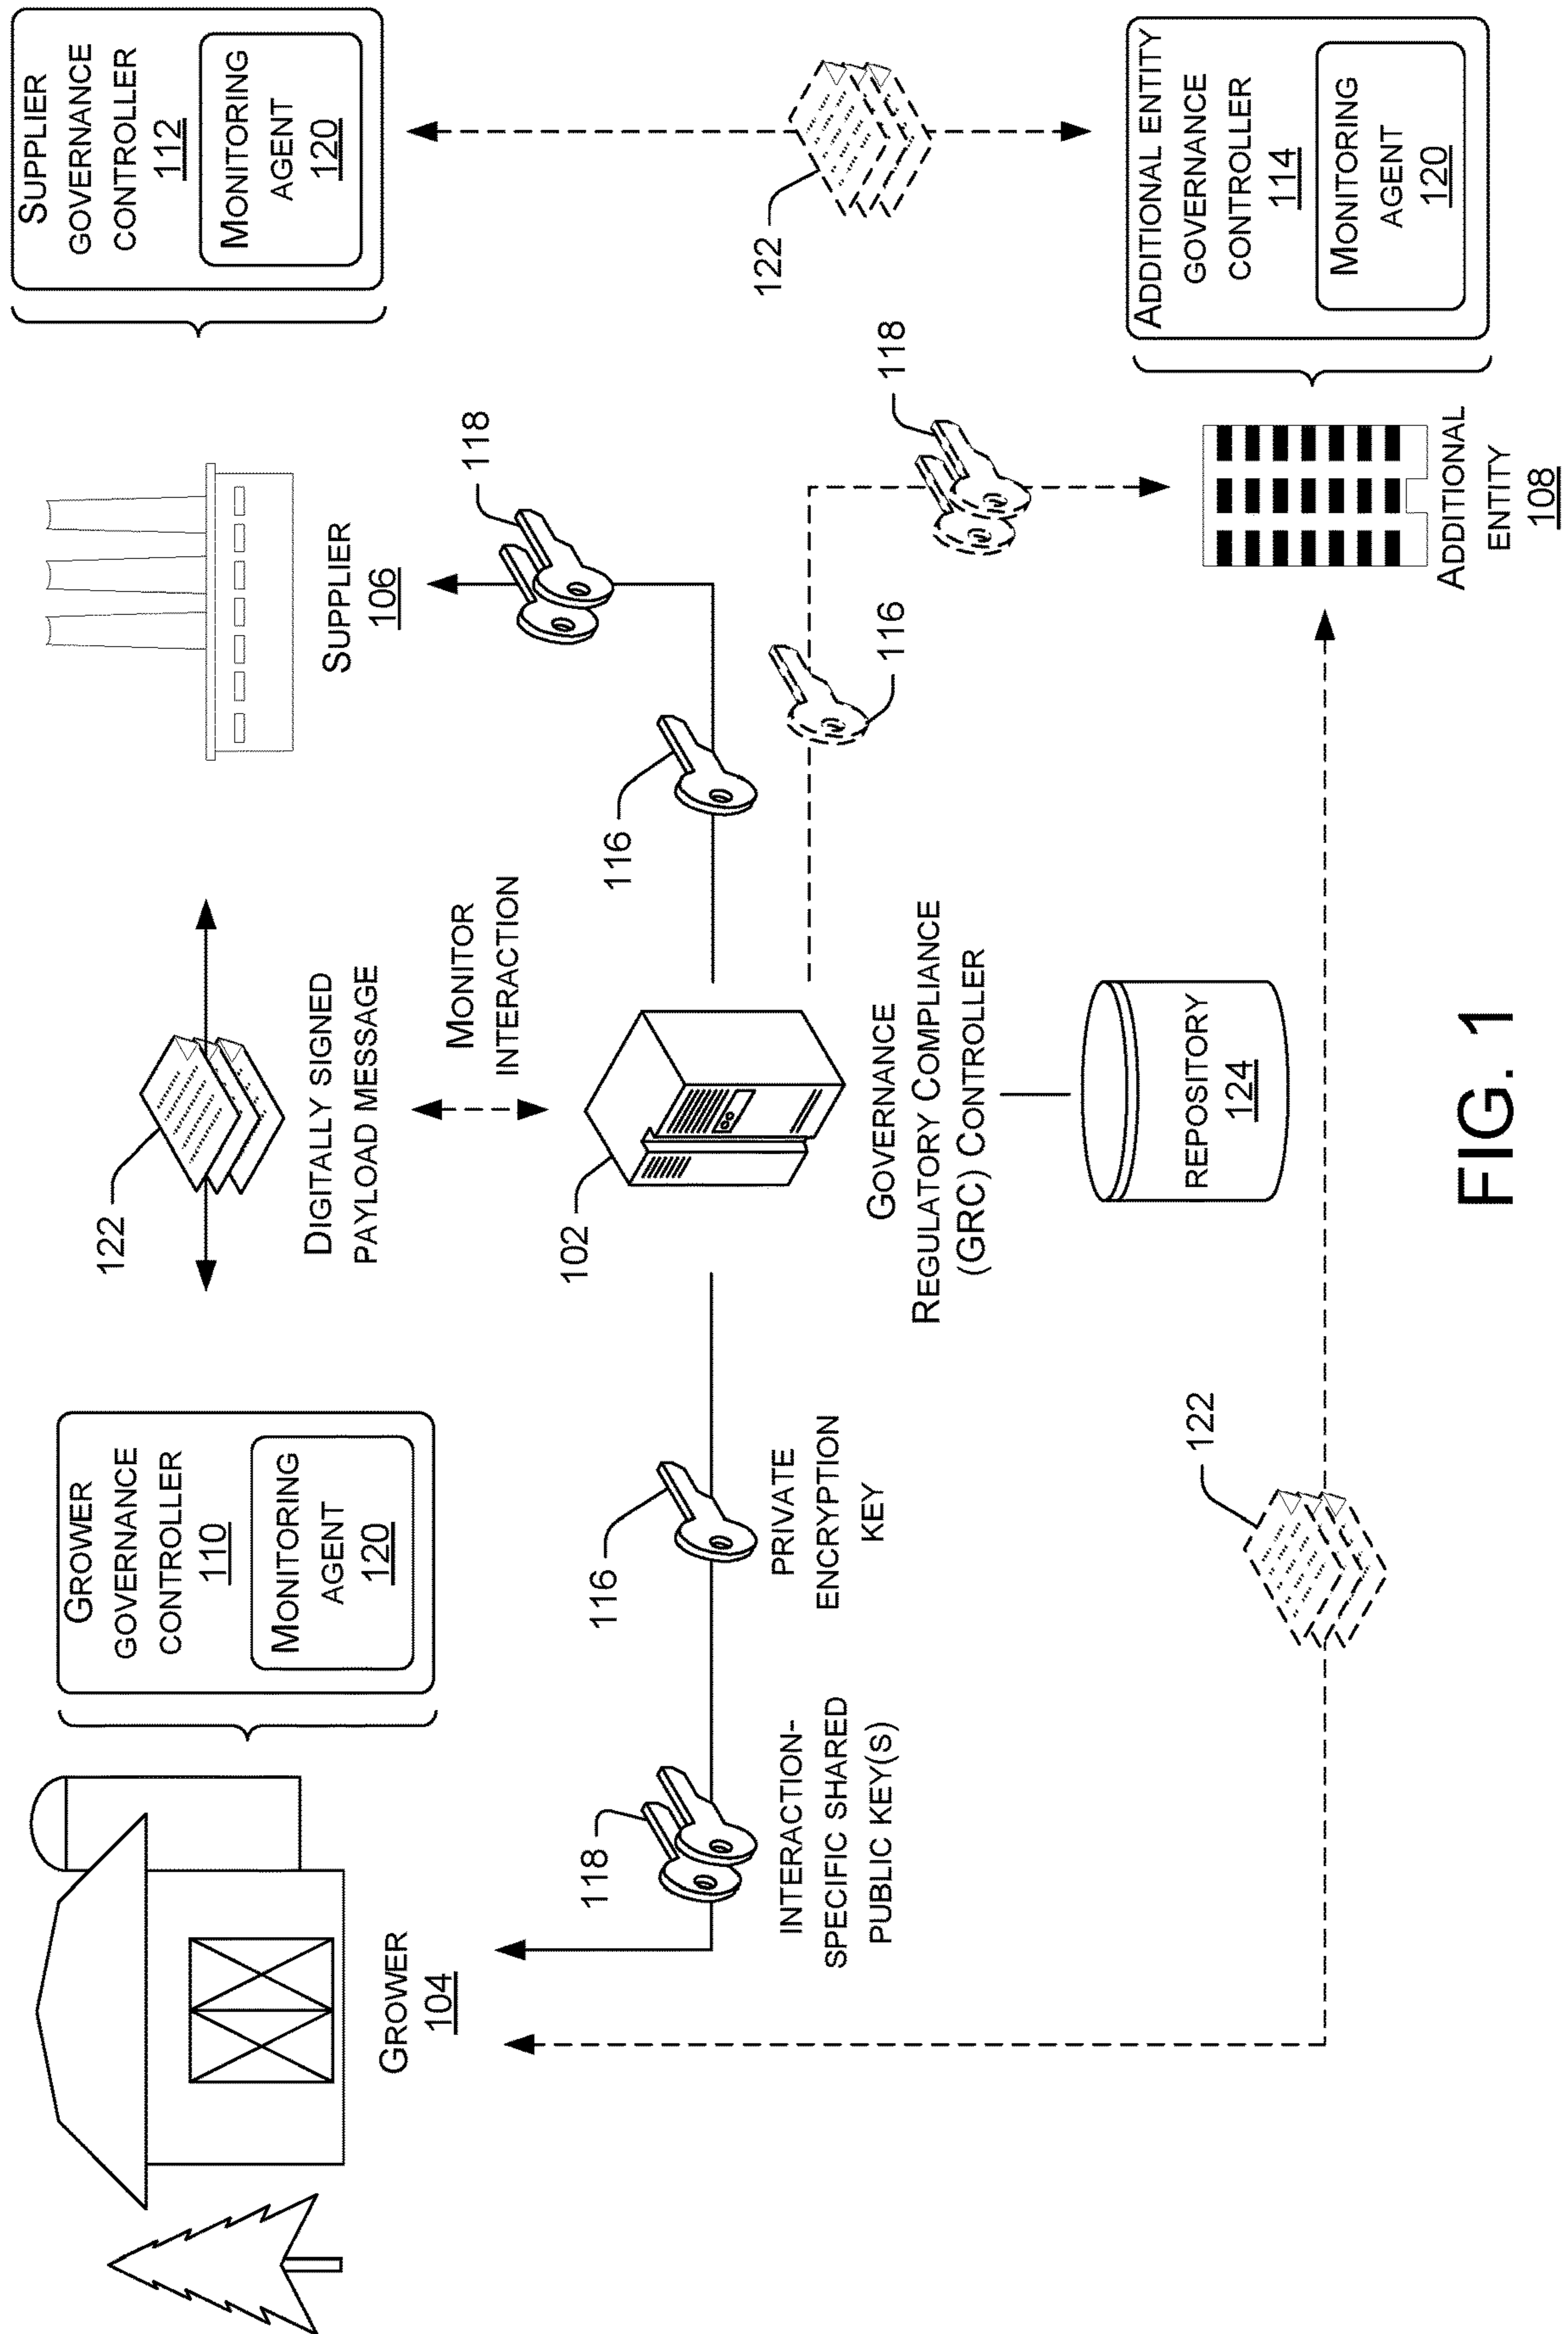 GROWER
GOVERNANCE
CONTROLLER
110
MONITORING
AGENT
120
GROWER
104
122
DIGITALLY SIGNED
PAYLOAD MESSAGE
MONITOR
INTERACTION
SUPPLIER
106
SUPPLIER
GOVERNANCE
CONTROLLER
112
MONITORING
AGENT
120
118
INTERACTION-
SPECIFIC SHARED
PUBLIC KEY(S)
116
PRIVATE
ENCRYPTION
KEY
102
GOVERNANCE
REGULATORY COMPLIANCE
(GRC) CONTROLLER
116
118
116
118
122
REPOSITORY
124
122
ADDITIONAL
ENTITY
108
ADDITIONAL ENTITY
GOVERNANCE
CONTROLLER
114
MONITORING
AGENT
120
FIG. 1